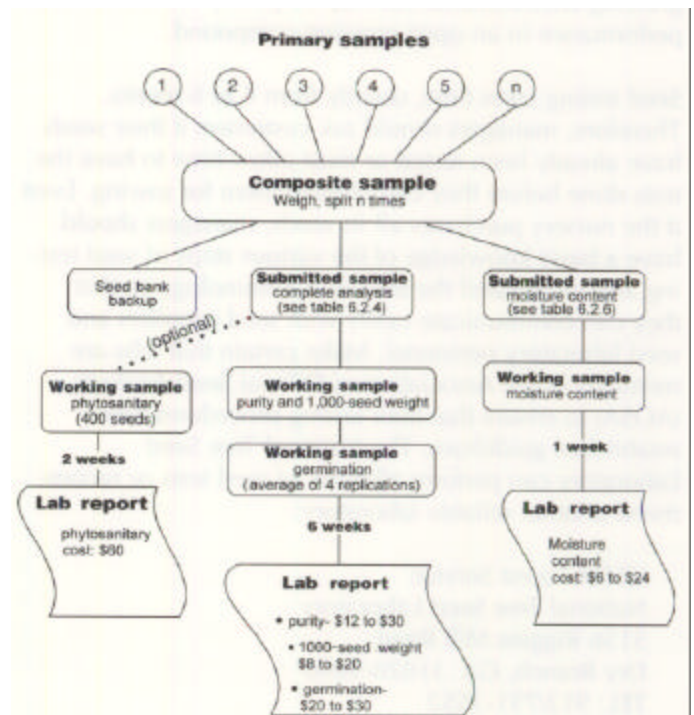 Primary samples
1 2 3 4 5 n
Composite sample
Weigh, split n times
Seed bank
backup
Submitted sample
complete analysis
(see table 6.2.4)
Submitted sample
moisture content
(see table 6.2.6)
(optional)
Working sample
phytosanitary
(400 seeds)
Working sample
purity and 1,000-seed weight
Working sample
moisture content
Working sample
germination
(average of 4 replications)
2 weeks
1 week
6 weeks
Lab report
phytosanitary
cost: $60
Lab report
Moisture
content
cost: $6 to $24
Lab report
• purity- $12 to $30
• 1000-seed weight
$8 to $20
• germination-
$20 to $30